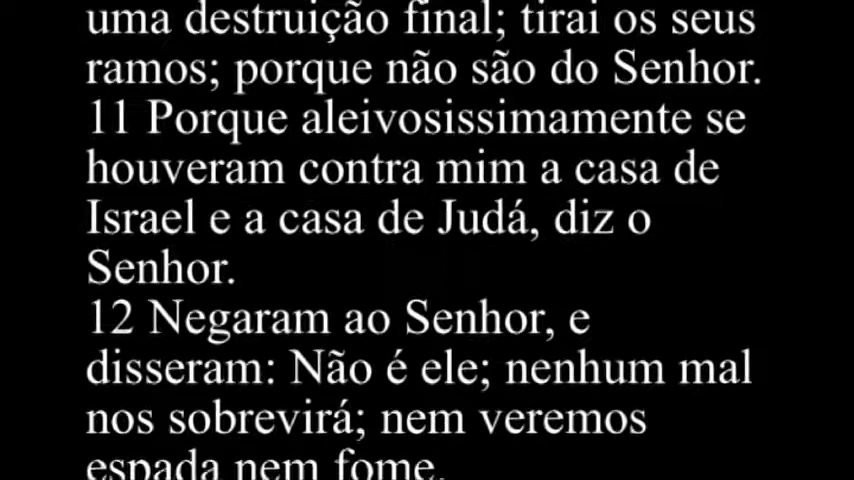 uma destruição final; tirai os seus
ramos; porque não são do Senhor.
11 Porque aleivosissimamente se
houveram contra mim a casa de
Israel e a casa de Judá, diz o
Senhor.
12 Negaram ao Senhor, e
disseram: Não é ele; nenhum mal
nos sobrevirá; nem veremos
espada nem fome.